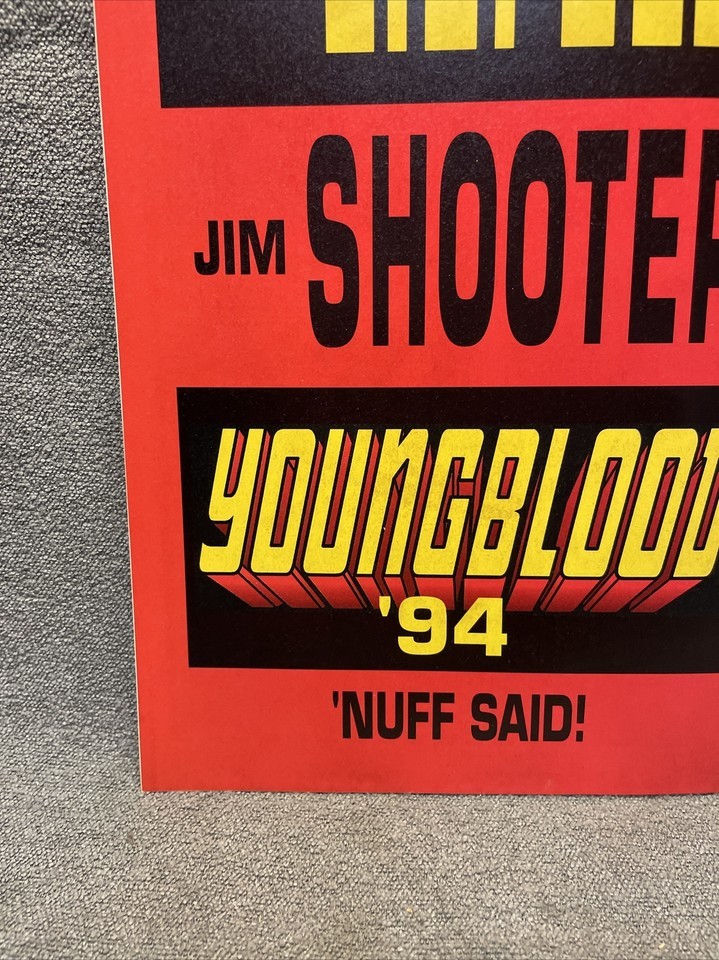 JIM SHOOTER
YOUNGBLOOD
'94
'NUFF SAID!